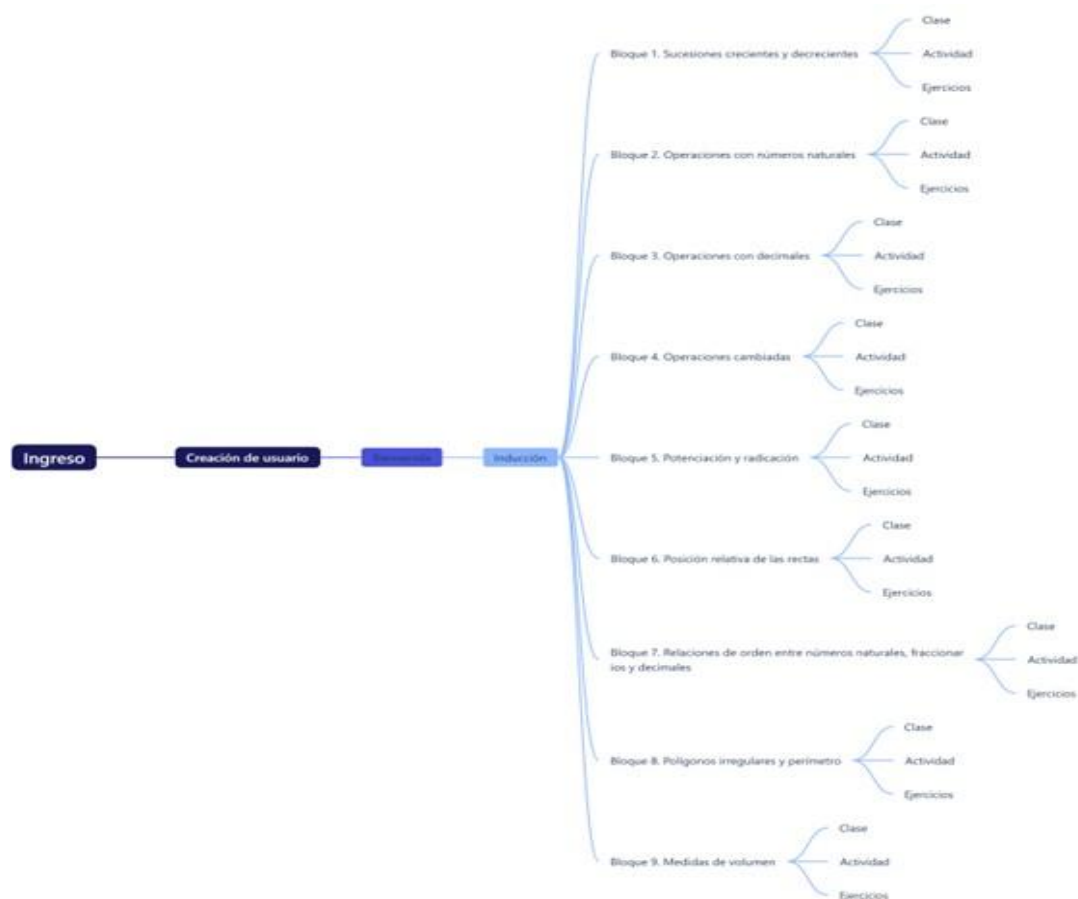 Ingreso
Creación de usuario
Inducción
Bloque 1. Sucesiones crecientes y decrecientes
Clase
Actividad
Ejercicios
Bloque 2. Operaciones con números naturales
Clase
Actividad
Ejercicios
Bloque 3. Operaciones con decimales
Clase
Actividad
Ejercicios
Bloque 4. Operaciones cambiadas
Clase
Actividad
Ejercicios
Bloque 5. Potenciación y radicación
Clase
Actividad
Ejercicios
Bloque 6. Posición relativa de las rectas
Clase
Actividad
Ejercicios
Bloque 7. Relaciones de orden entre números naturales, fraccionar
ios y decimales
Clase
Actividad
Ejercicios
Bloque 8. Polígonos irregulares y perímetro
Clase
Actividad
Ejercicios
Bloque 9. Medidas de volumen
Clase
Actividad
Ejercicios